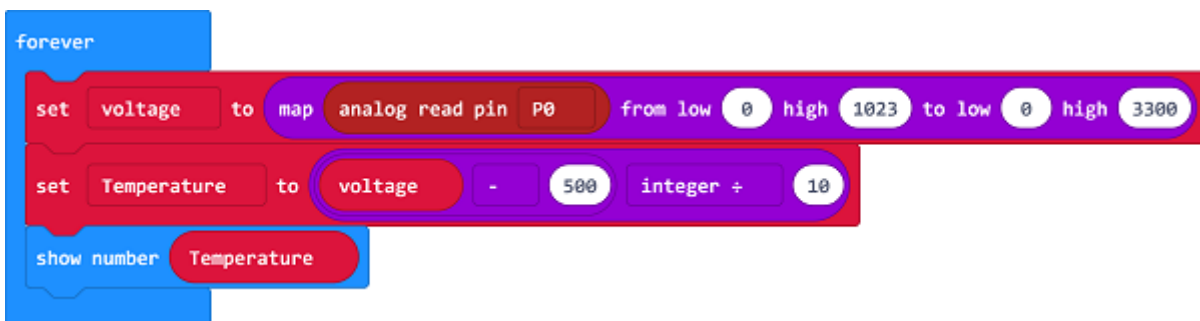 forever
set voltage to map analog read pin P0 from low 0 high 1023 to low 0 high 3300
set Temperature to voltage - 500 integer ÷ 10
show number Temperature